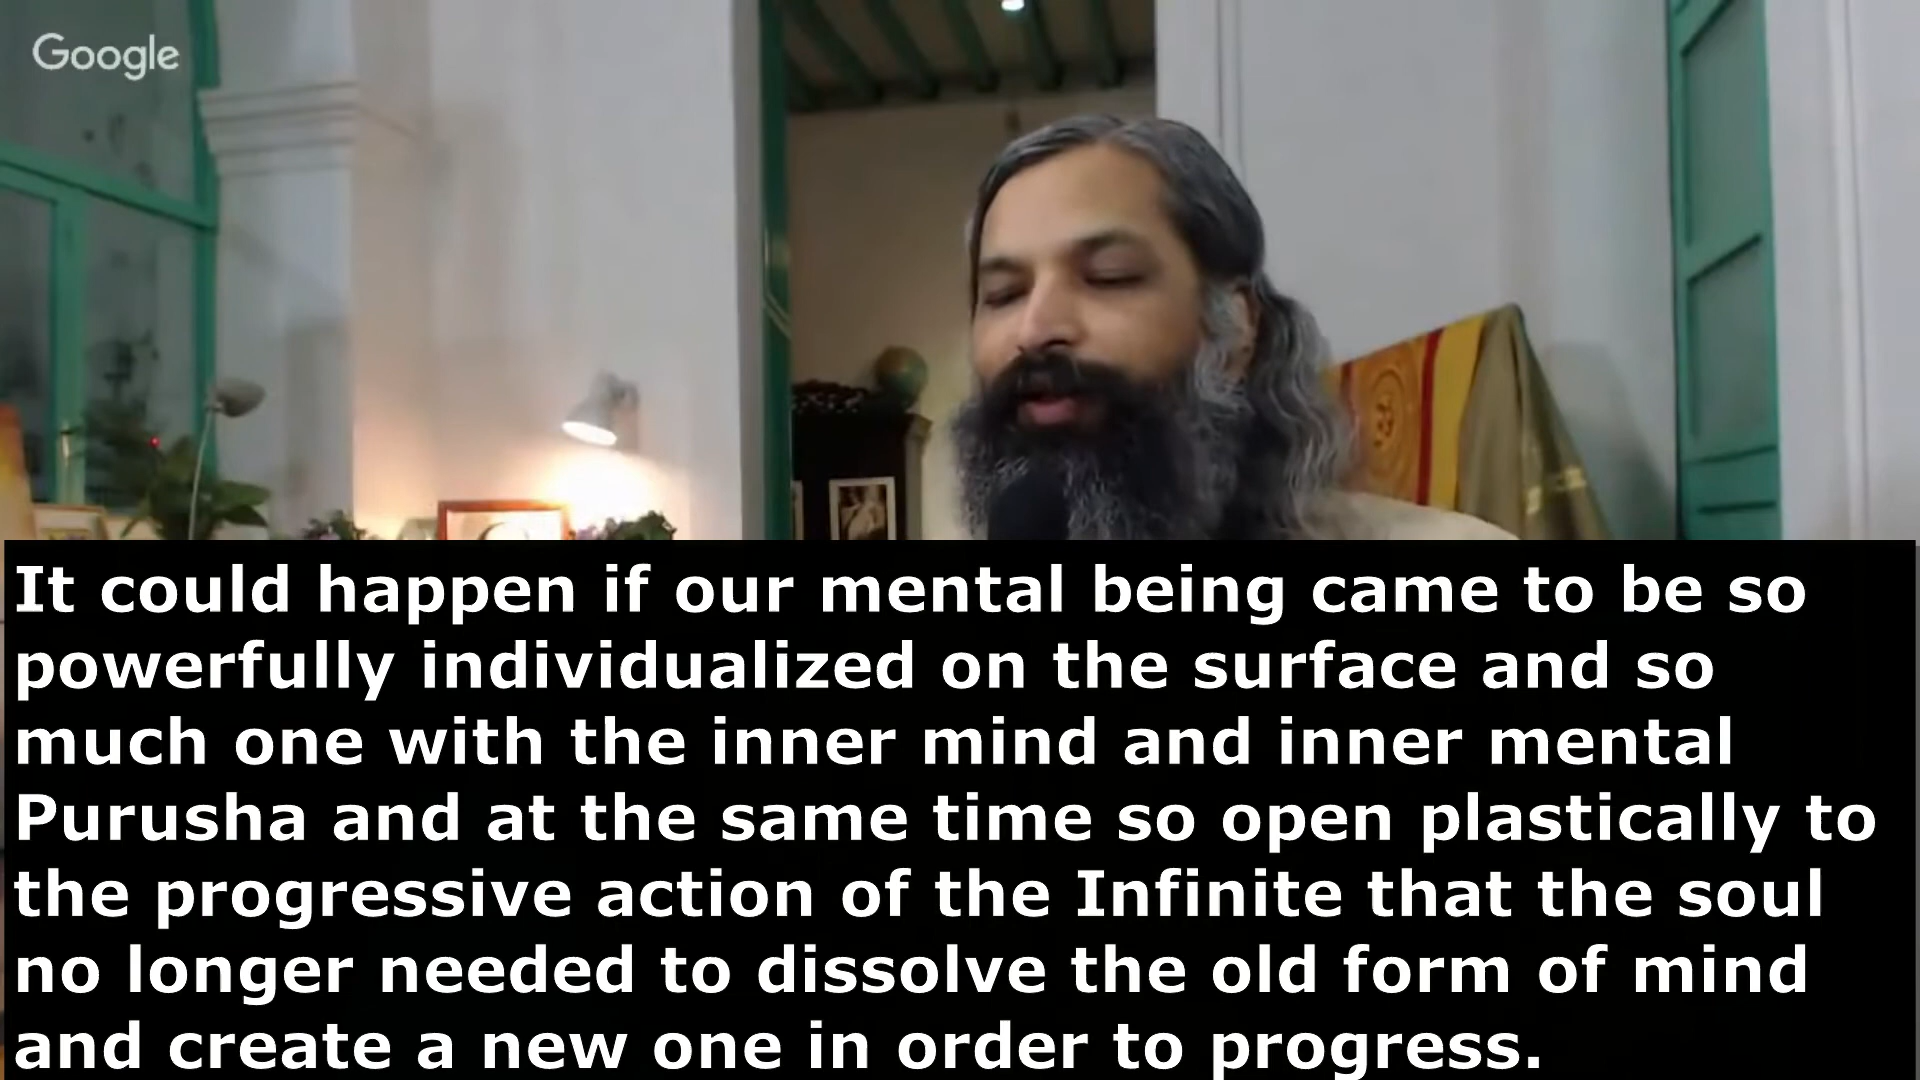 Google
It could happen if our mental being came to be so
powerfully individualized on the surface and so
much one with the inner mind and inner mental
Purusha and at the same time so open plastically to
the progressive action of the Infinite that the soul
no longer needed to dissolve the old form of mind
and create a new one in order to progress.